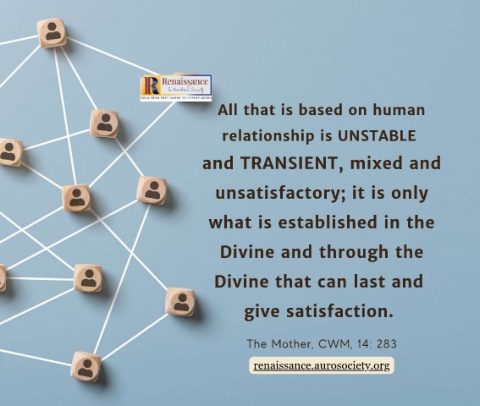 Renaissance
All that is based on human
relationship is UNSTABLE
and TRANSIENT, mixed and
unsatisfactory; it is only
what is established in the
Divine and through the
Divine that can last and
give satisfaction.
The Mother, CWM, 14: 283
renaissance.aurosociety.org